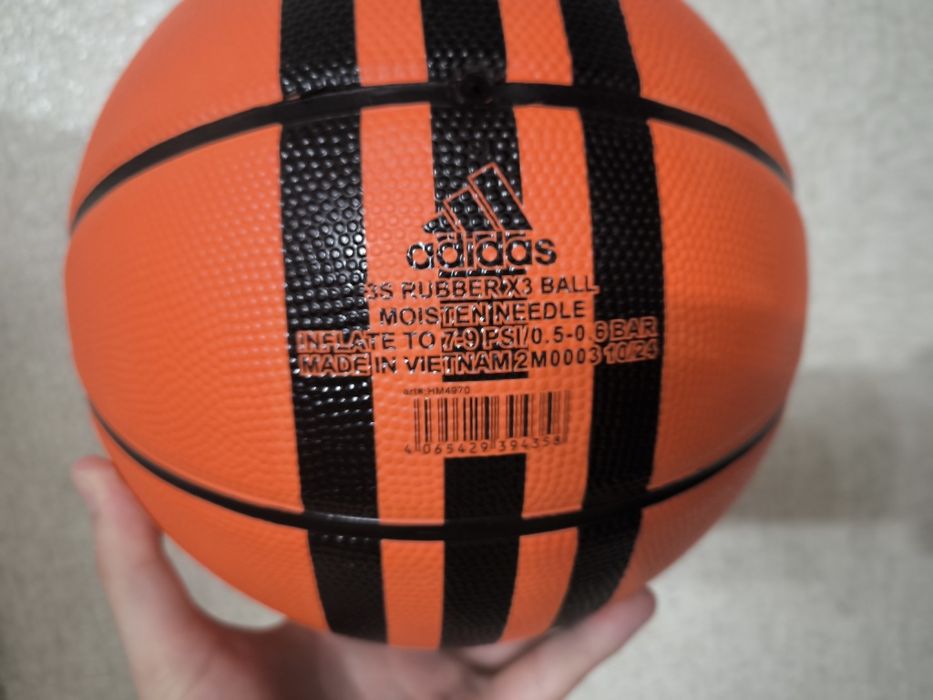 adidas
3S RUBBER X3 BALL
MOISTEN NEEDLE
INFLATE TO 7-9 PSI/0.5-0.6 BAR
MADE IN VIETNAM 2M0003 10/24
art#:HM4970
4 065429 394358